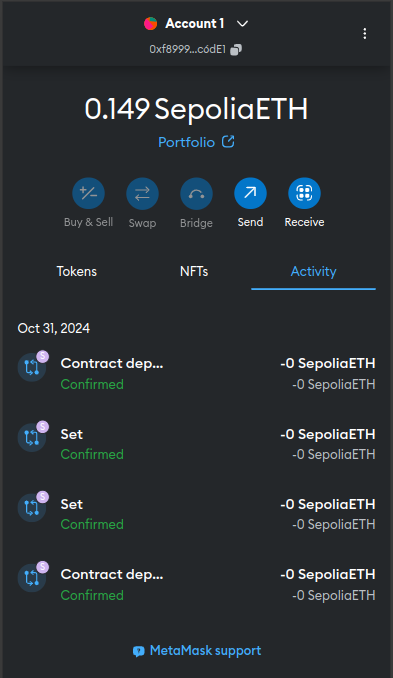 Account 1
0xf8999...c6dE1
0.149 SepoliaETH
Portfolio
Buy & Sell
Swap
Bridge
Send
Receive
Tokens
NFTs
Activity
Oct 31, 2024
S
Contract dep...
-0 SepoliaETH
Confirmed
-0 SepoliaETH
S
Set
-0 SepoliaETH
Confirmed
-0 SepoliaETH
S
Set
-0 SepoliaETH
Confirmed
-0 SepoliaETH
S
Contract dep...
-0 SepoliaETH
Confirmed
-0 SepoliaETH
MetaMask support